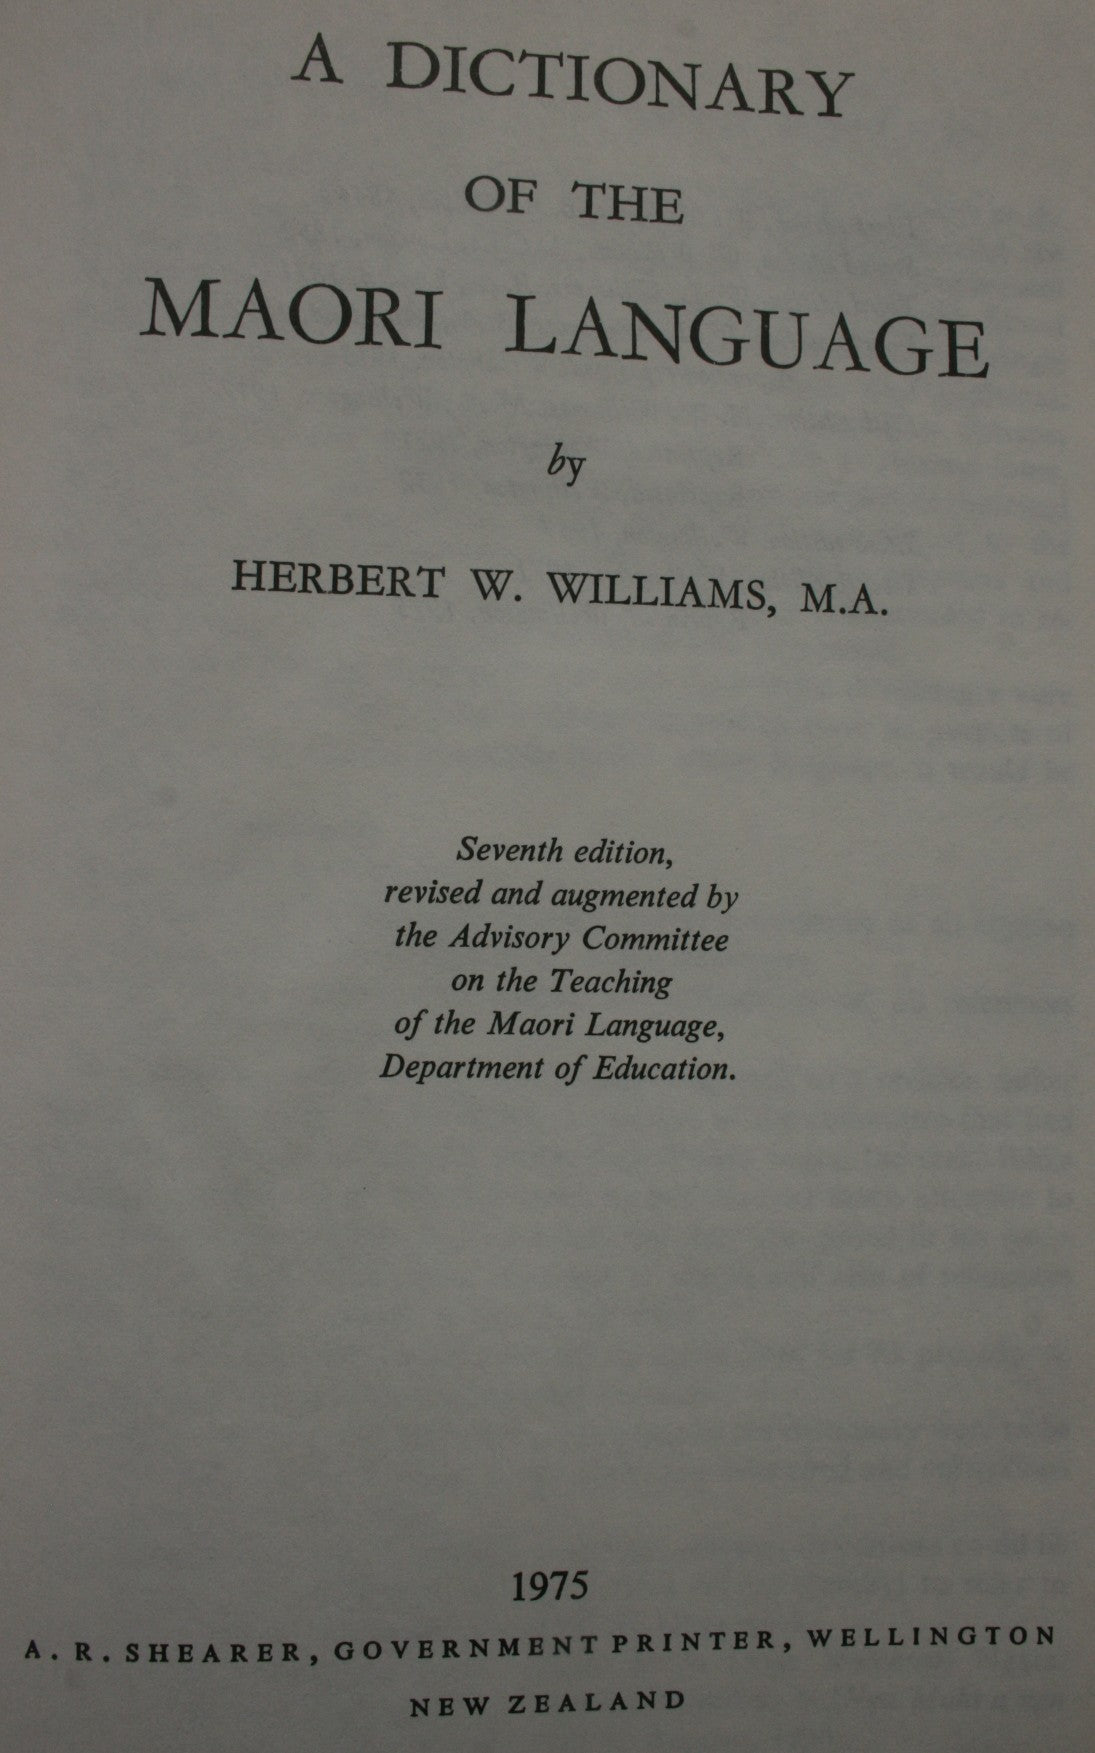 A DICTIONARY
OF THE
MAORI LANGUAGE
by
HERBERT W. WILLIAMS, M.A.
Seventh edition,
revised and augmented by
the Advisory Committee
on the Teaching
of the Maori Language,
Department of Education.
1975
A. R. SHEARER, GOVERNMENT PRINTER, WELLINGTON
NEW ZEALAND